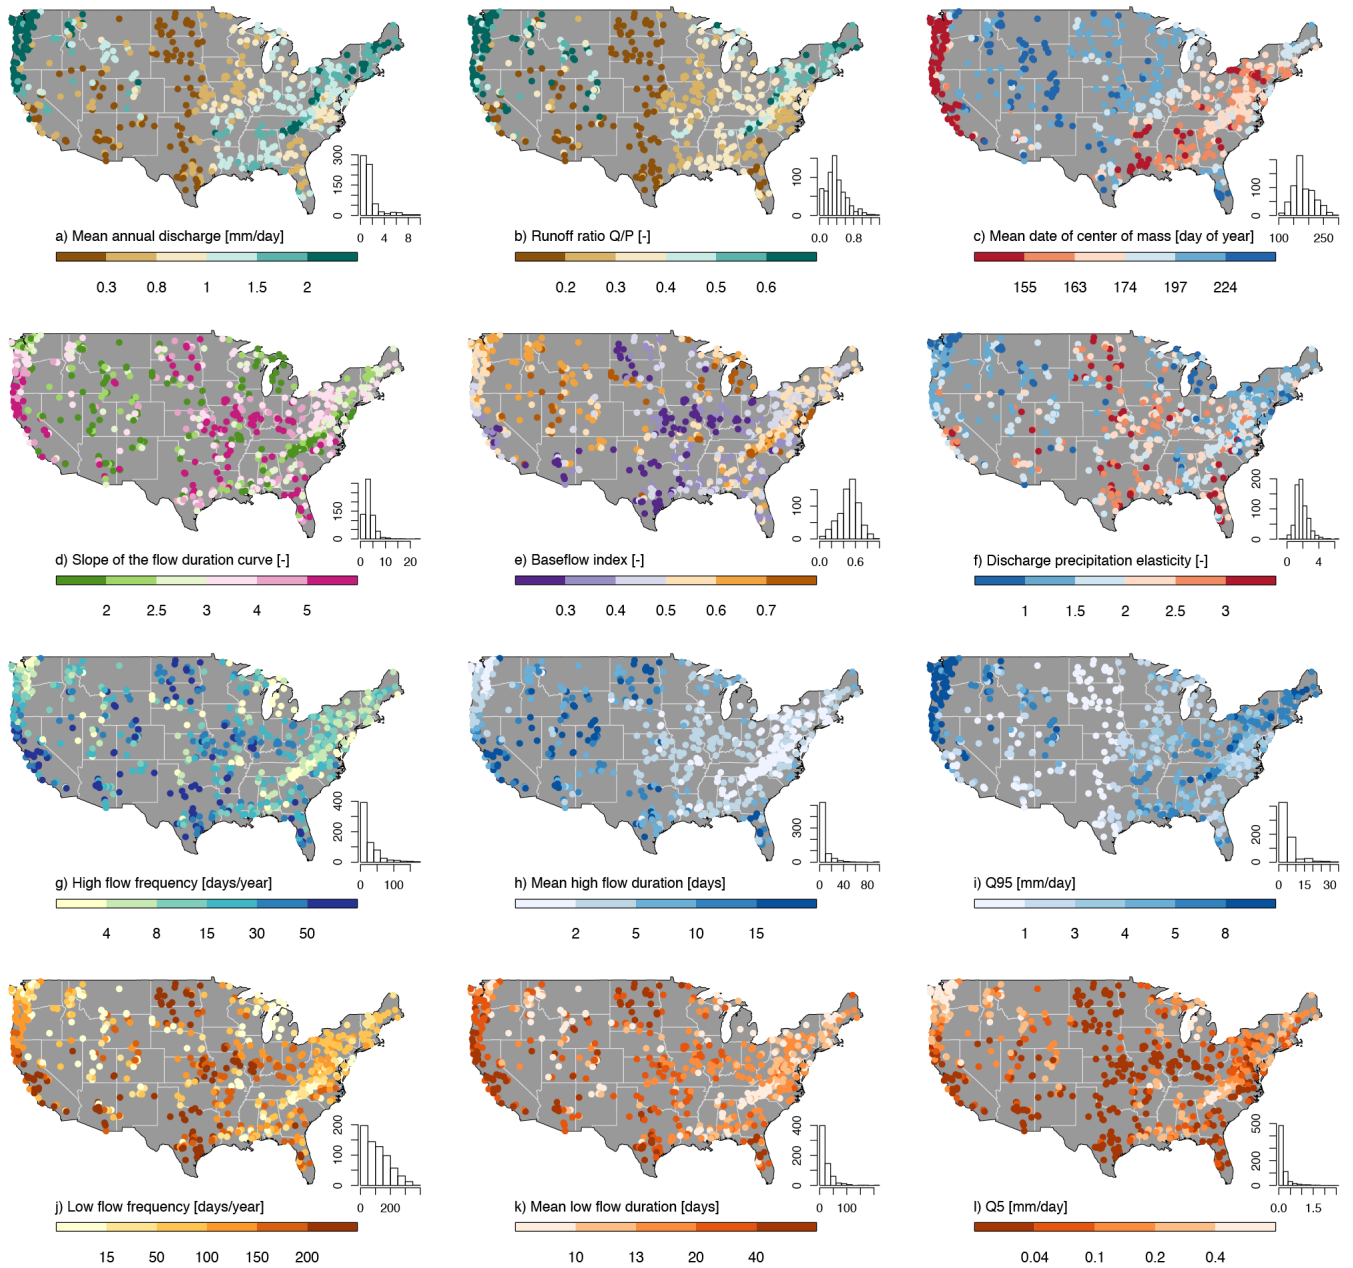 300
150
0
0 4 8
a) Mean annual discharge [mm/day]
0.3 0.8 1 1.5 2
100
0
0.0 0.8
b) Runoff ratio Q/P [-]
0.2 0.3 0.4 0.5 0.6
100
0
100 250
c) Mean date of center of mass [day of year]
155 163 174 197 224
150
0
0 10 20
d) Slope of the flow duration curve [-]
2 2.5 3 4 5
100
0
0.0 0.6
e) Baseflow index [-]
0.3 0.4 0.5 0.6 0.7
200
100
0
0 4
f) Discharge precipitation elasticity [-]
1 1.5 2 2.5 3
400
200
0
0 100
g) High flow frequency [days/year]
4 8 15 30 50
300
0
0 40 80
h) Mean high flow duration [days]
2 5 10 15
200
0
0 15 30
i) Q95 [mm/day]
1 3 4 5 8
200
100
0
0 200
j) Low flow frequency [days/year]
15 50 100 150 200
400
200
0
0 100
k) Mean low flow duration [days]
10 13 20 40
500
200
0
0.0 1.5
l) Q5 [mm/day]
0.04 0.1 0.2 0.4